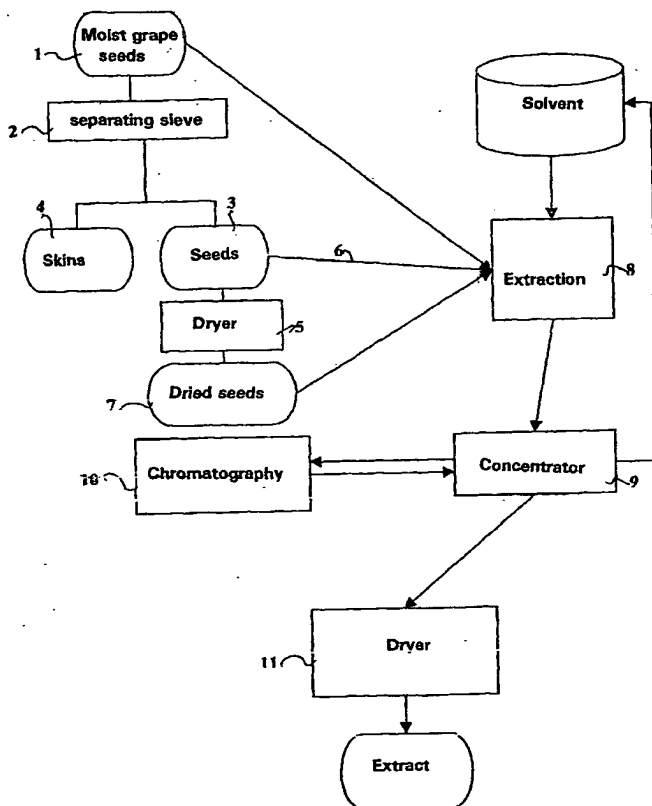 Moist grape
seeds
1
separating sieve
2
Solvent
4
3
Skins
Seeds
6
Extraction
8
Dryer
5
Dried seeds
7
Chromatography
10
Concentrator
9
Dryer
11
Extract